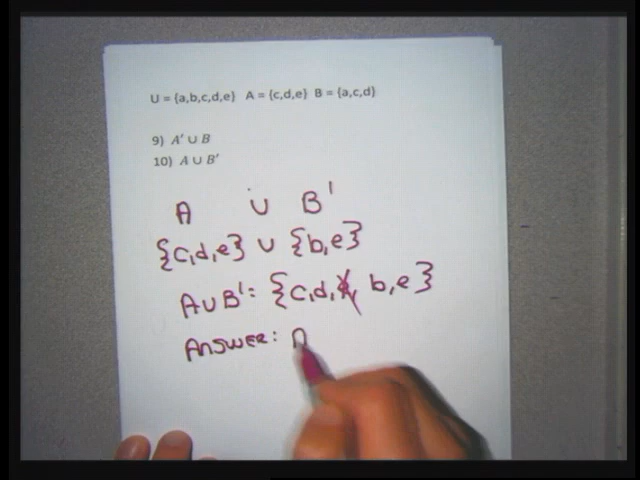 U = {a,b,c,d,e} A = {c,d,e} B = {a,c,d}
9) A′ ∪ B
10) A ∪ B′
A ∪ B'
{c,d,e} ∪ {b,e}
A∪B': {c,d, b,e}
Answer: A